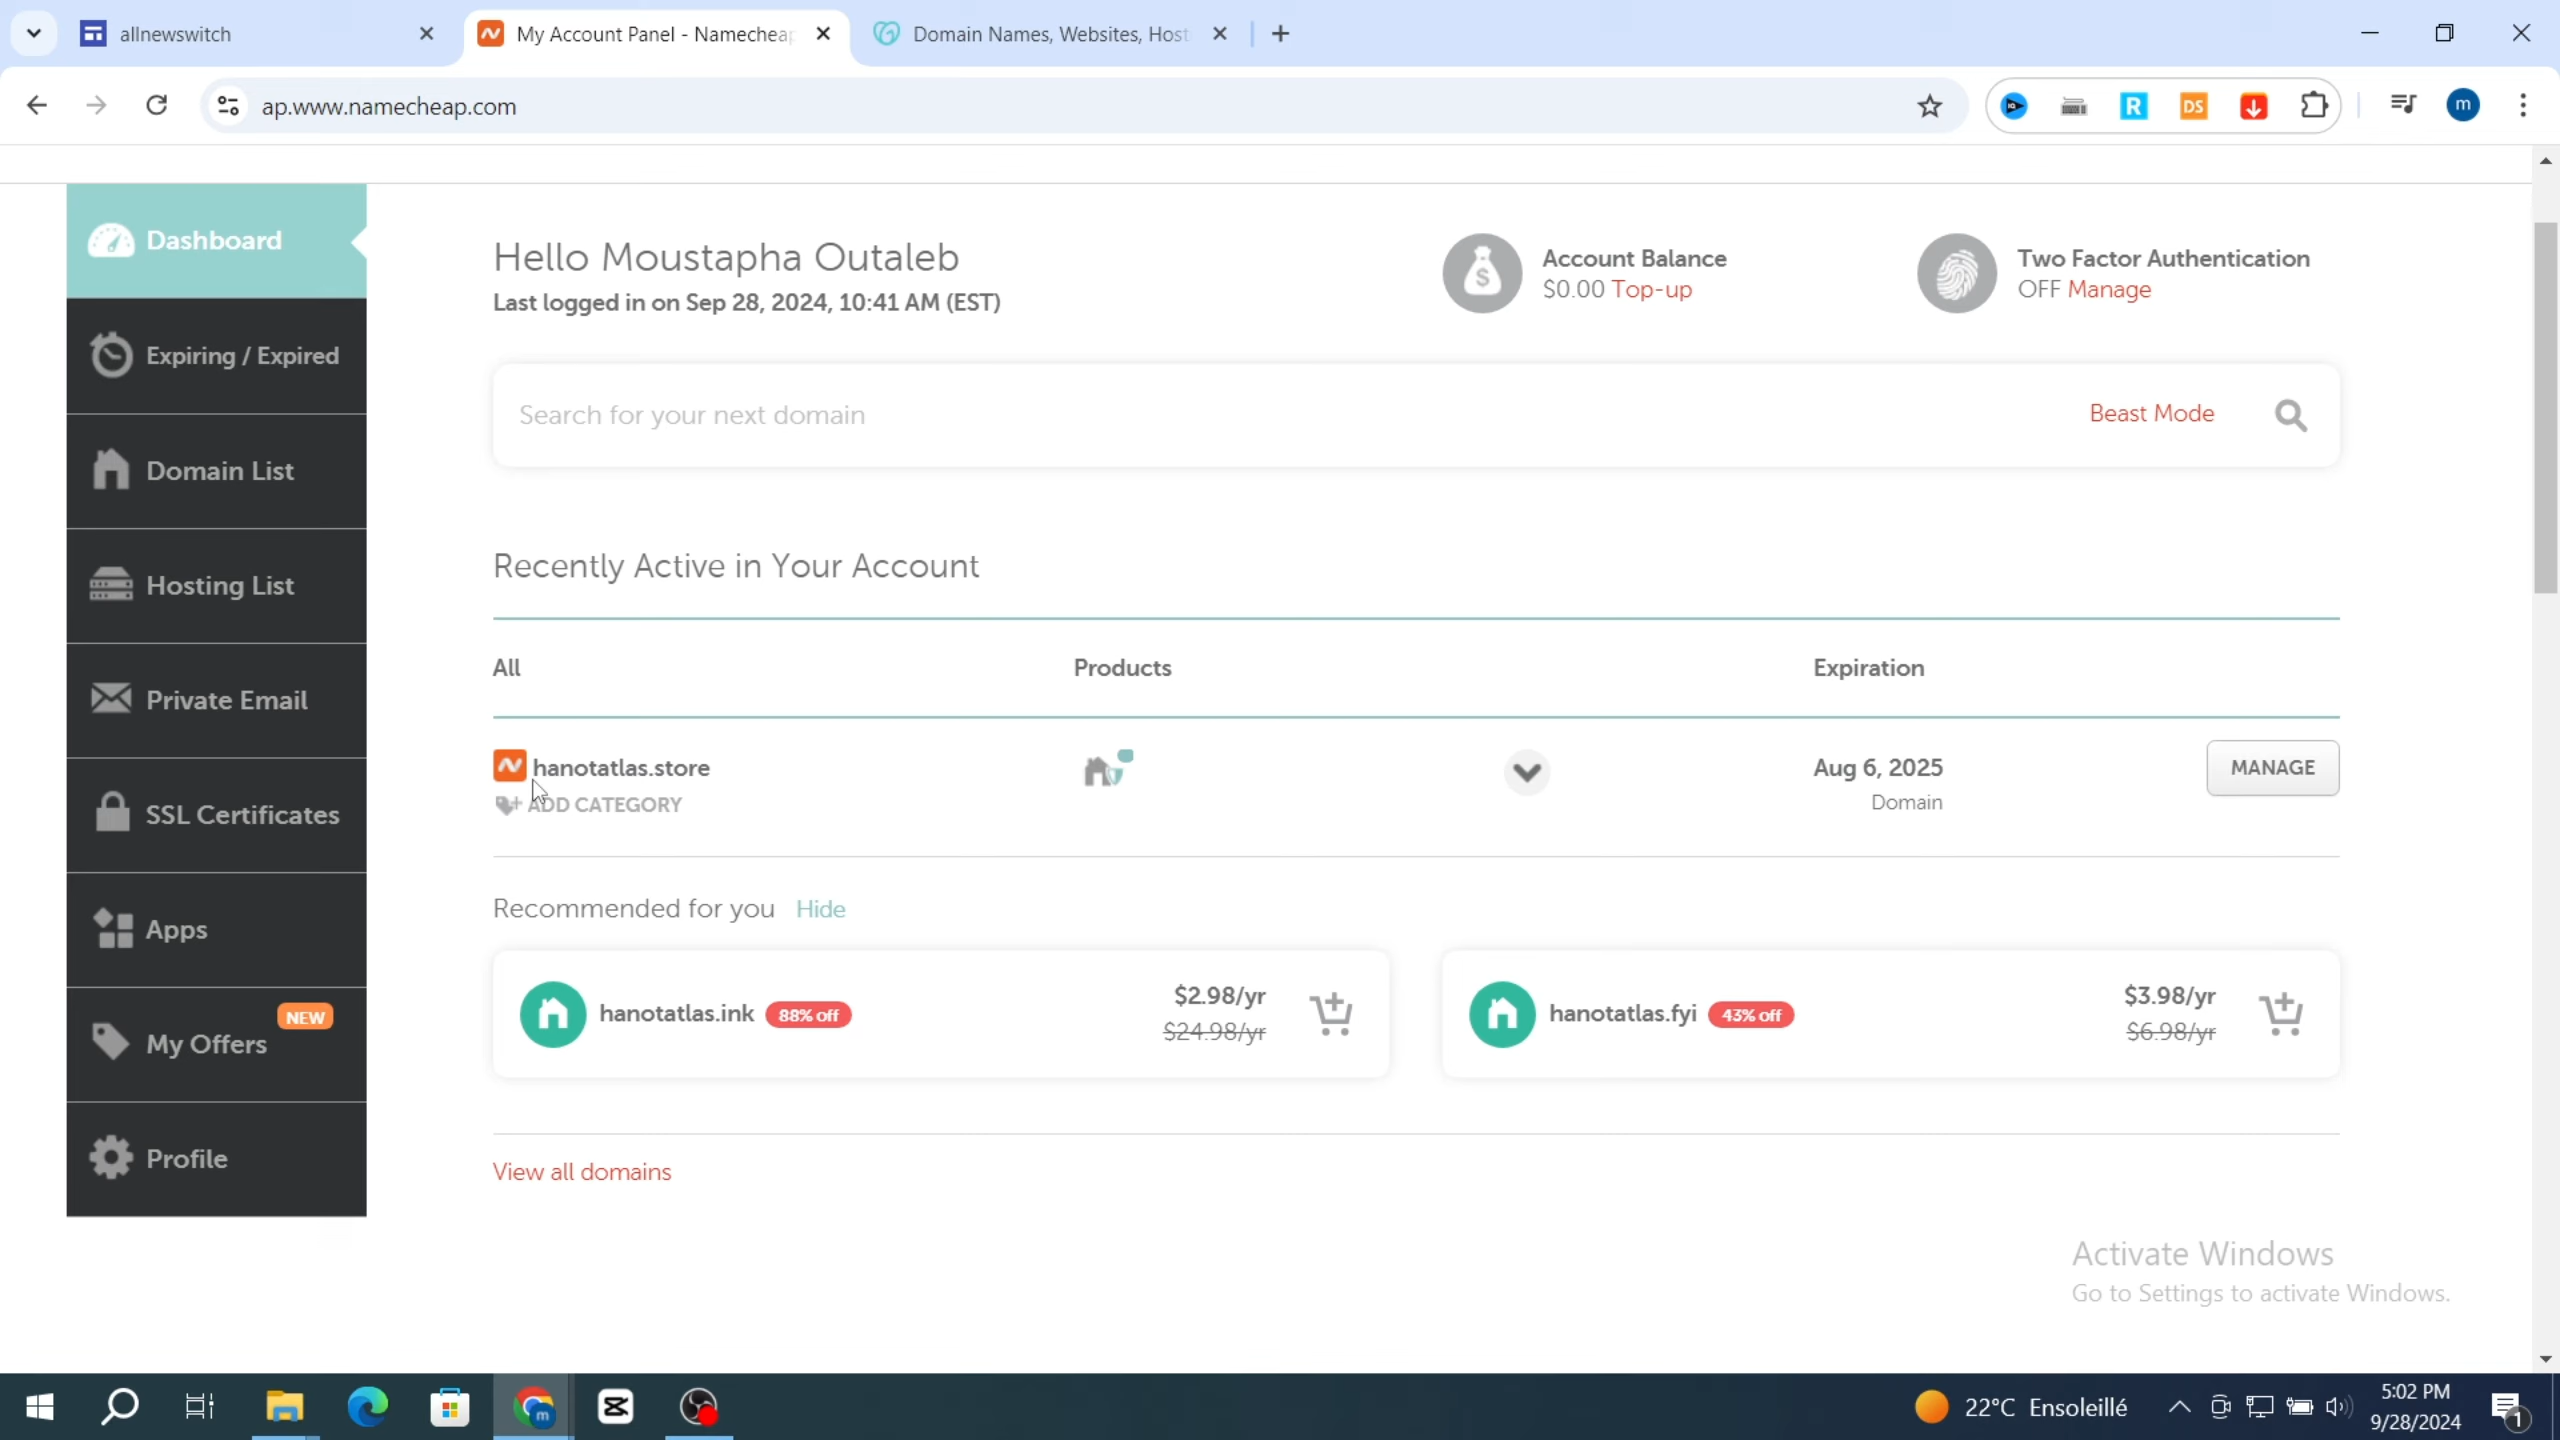 allnewswitch
My Account Panel - Namecheap
Domain Names, Websites, Host
ap.www.namecheap.com
R
DS
m
Dashboard
Expiring / Expired
Domain List
Hosting List
Private Email
SSL Certificates
Apps
NEW
My Offers
Profile
Hello Moustapha Outaleb
Last logged in on Sep 28, 2024, 10:41 AM (EST)
Account Balance
$0.00 Top-up
Two Factor Authentication
OFF Manage
Search for your next domain
Beast Mode
Recently Active in Your Account
All
Products
Expiration
hanotatlas.store
ADD CATEGORY
Aug 6, 2025
Domain
MANAGE
Recommended for you Hide
hanotatlas.ink 88% off
$2.98/yr
$24.98/yr
hanotatlas.fyi 43% off
$3.98/yr
$6.98/yr
View all domains
Activate Windows
Go to Settings to activate Windows.
m
22°C Ensoleillé
5:02 PM
9/28/2024
1